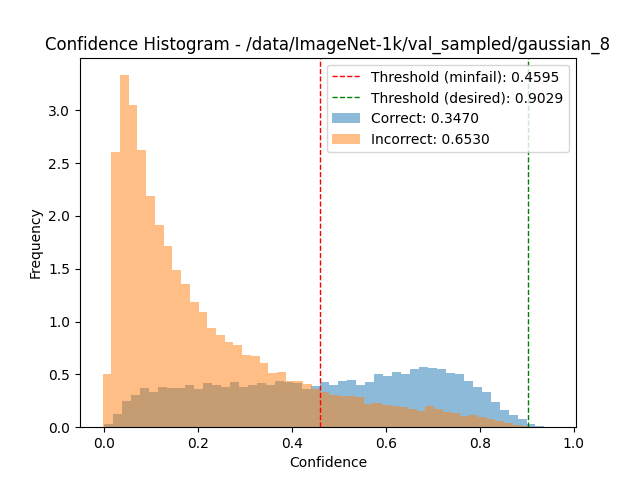 Confidence Histogram - /data/ImageNet-1k/val_sampled/gaussian_8
Threshold (minfail): 0.4595
Threshold (desired): 0.9029
Correct: 0.3470
Incorrect: 0.6530
3.0
2.5
2.0
1.5
1.0
0.5
0.0
Frequency
0.0 0.2 0.4 0.6 0.8 1.0
Confidence